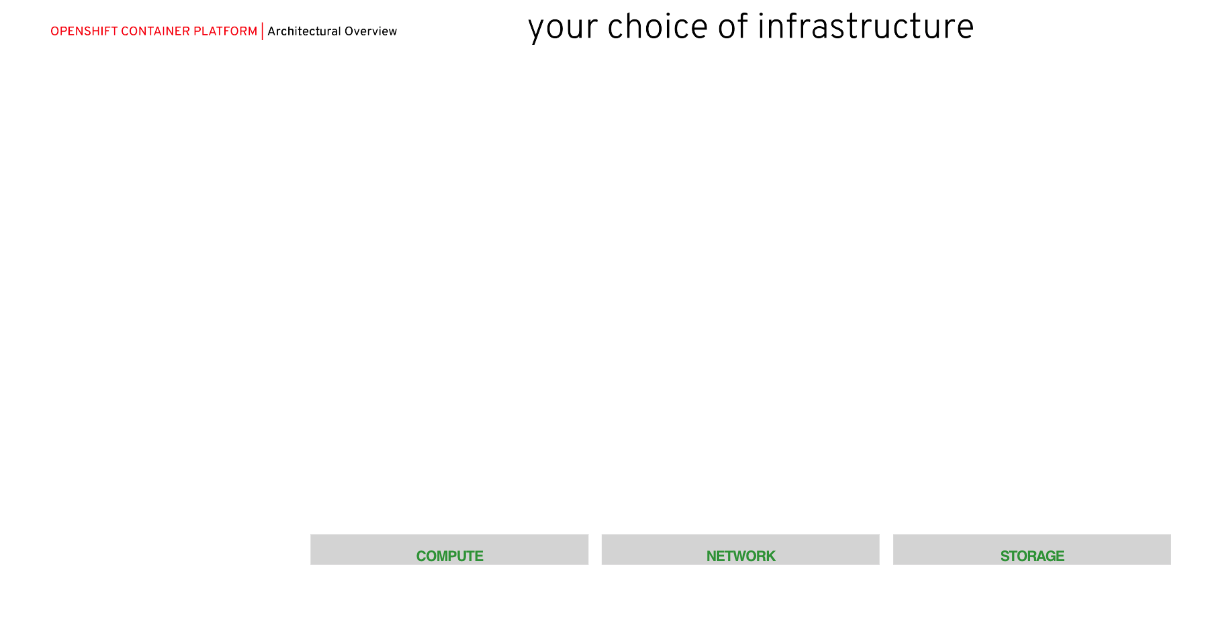 OPENSHIFT CONTAINER PLATFORM | Architectural Overview
your choice of infrastructure
COMPUTE
NETWORK
STORAGE